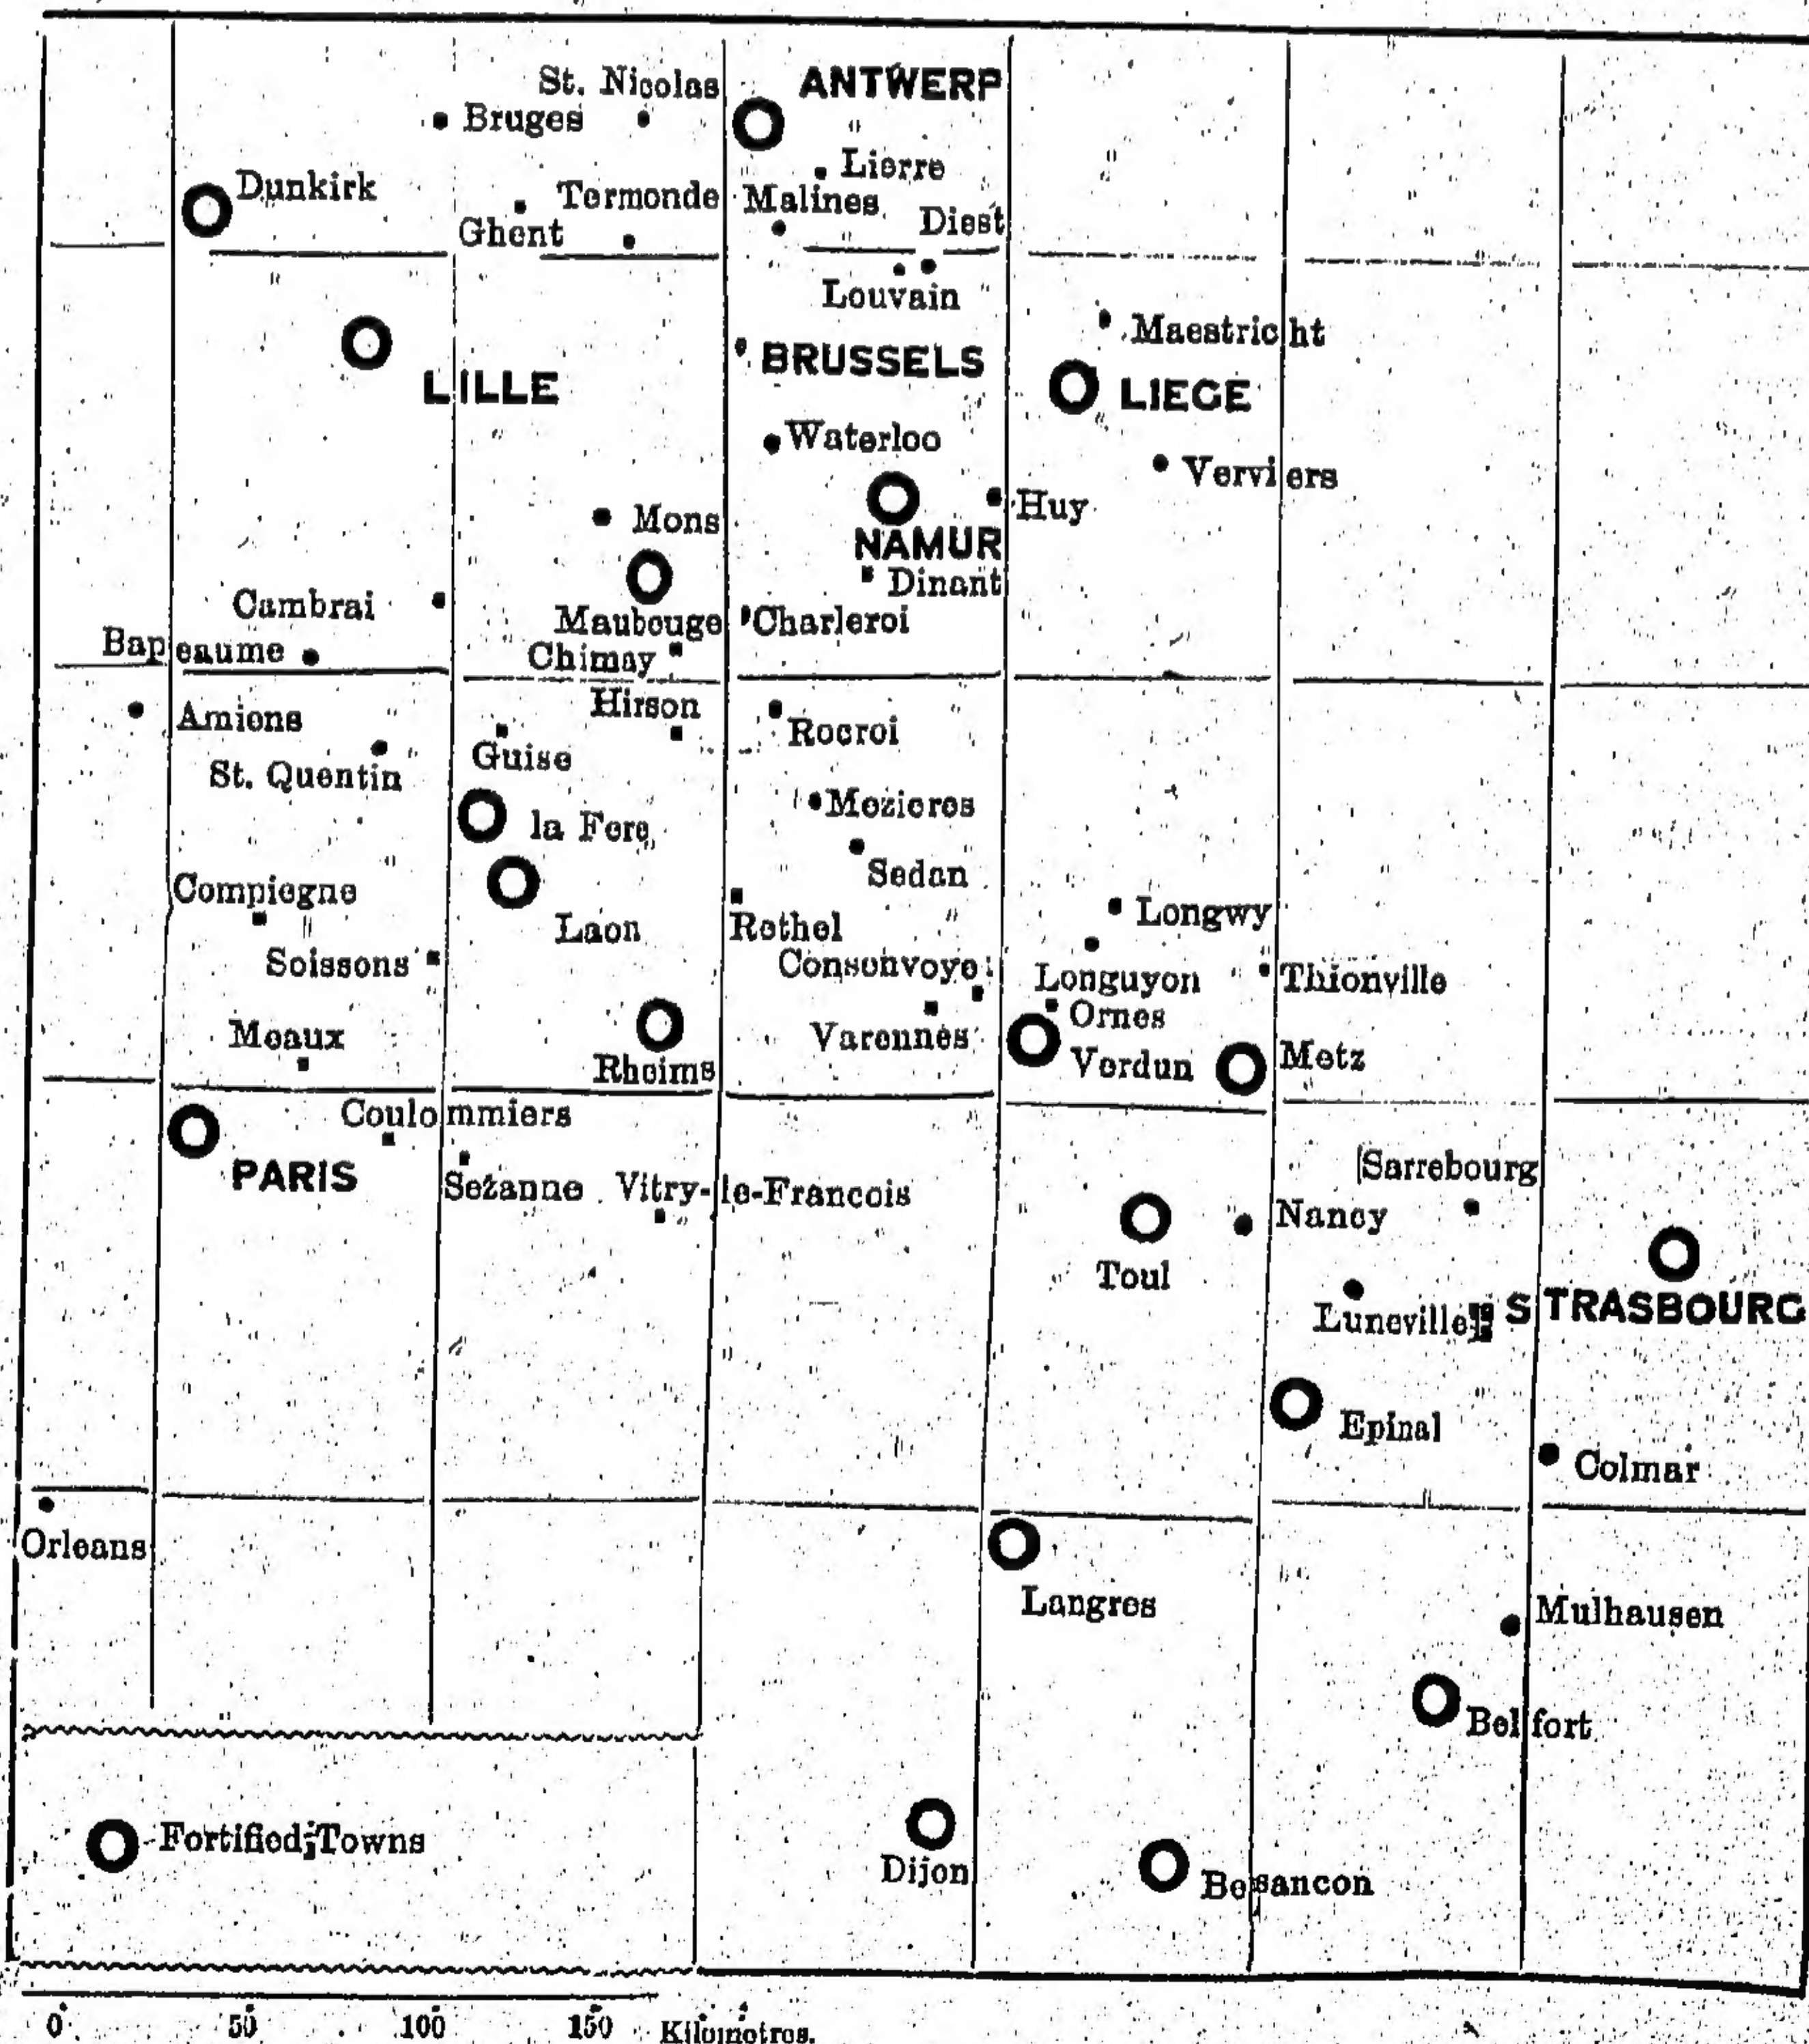 St. Nicolas
ANTWERP
Bruges
Lierre
Dunkirk
Termonde
Malines
Ghent
Diest
Louvain
Maestricht
BRUSSELS
LILLE
LIEGE
Waterloo
Verviers
Huy
Mons
NAMUR
Dinant
Cambrai
Maubouge
Charleroi
Bapeaume
Chimay
Hirson
Amiens
Rocroi
Guise
St. Quentin
Mezieres
la Fere
Sedan
Compiegne
Longwy
Laon
Rethel
Soissons
Consenvoye
Longuyon
Thionville
Ornes
Meaux
Varennes
Verdun
Metz
Rheims
Coulommiers
PARIS
Sezanne
Vitry-le-Francois
Sarrebourg
Nancy
Toul
Luneville
STRASBOURG
Epinal
Colmar
Orleans
Langres
Mulhausen
Belfort
Fortified Towns
Dijon
Besancon
0 50 100 150 Kilometres.